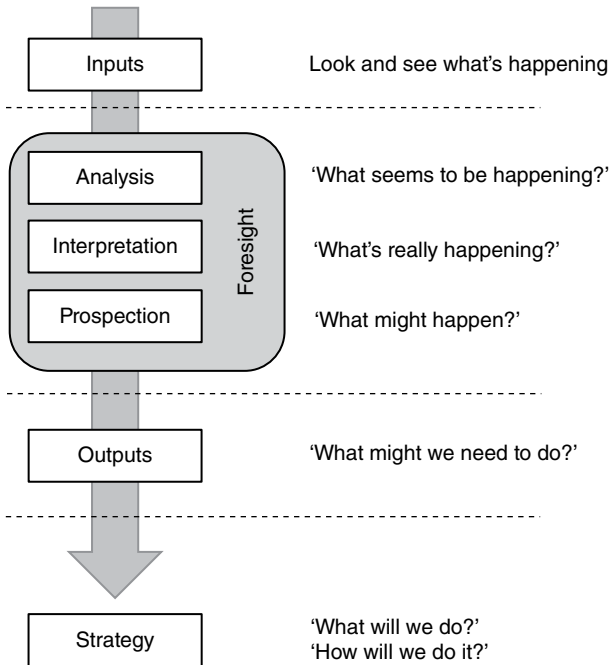 Inputs
Look and see what's happening
Analysis
'What seems to be happening?'
Interpretation
'What's really happening?'
Prospection
'What might happen?'
Foresight
Outputs
'What might we need to do?'
Strategy
'What will we do?'
'How will we do it?'